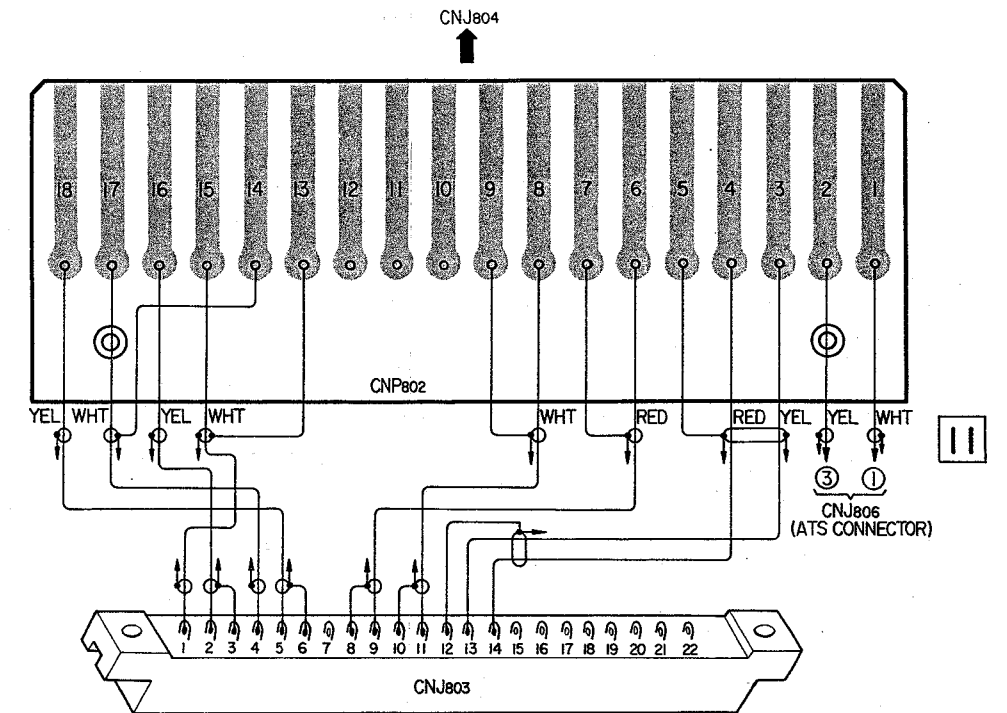 CNJ804
18 17 16 15 14 13 12 11 10 9 8 7 6 5 4 3 2 1
CNP802
YEL WHT YEL WHT WHT RED RED YEL YEL WHT
11
3 1
CNJ806
(ATS CONNECTOR)
1 2 3 4 5 6 7 8 9 10 11 12 13 14 15 16 17 18 19 20 21 22
CNJ803